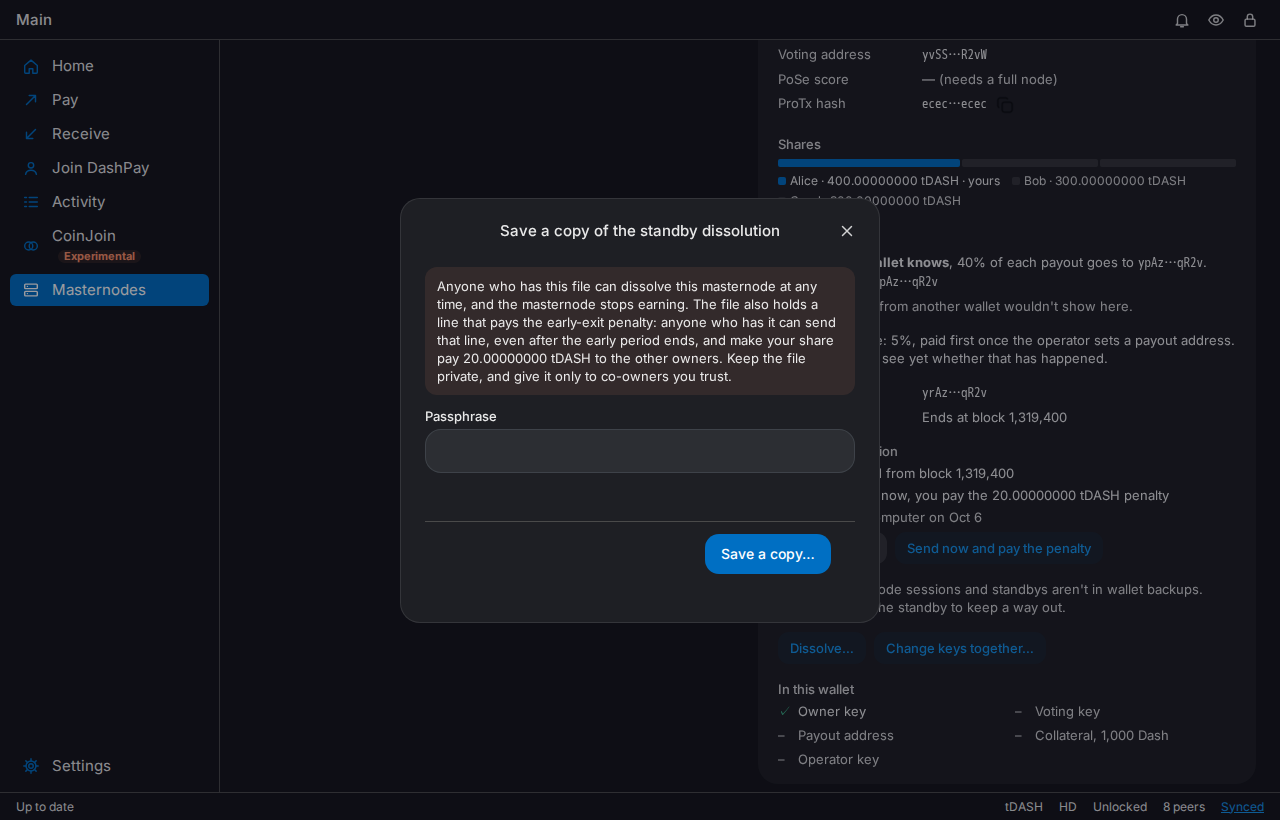 Main
Home
Pay
Receive
Join DashPay
Activity
CoinJoin
Experimental
Masternodes
Settings
Voting address yvSS···R2vW
PoSe score — (needs a full node)
ProTx hash ecec···ecec
Shares
Alice · 400.00000000 tDASH · yours Bob · 300.00000000 tDASH
00000000 tDASH
knows, 40% of each payout goes to ypAz···qR2v.
pAz···qR2v
from another wallet wouldn't show here.
5%, paid first once the operator sets a payout address.
see yet whether that has happened.
yrAz···qR2v
Ends at block 1,319,400
from block 1,319,400
now, you pay the 20.00000000 tDASH penalty
on Oct 6
Send now and pay the penalty
sessions and standbys aren't in wallet backups.
standby to keep a way out.
Dissolve...
Change keys together...
In this wallet
✓ Owner key – Voting key
– Payout address – Collateral, 1,000 Dash
– Operator key
Save a copy of the standby dissolution
Anyone who has this file can dissolve this masternode at any
time, and the masternode stops earning. The file also holds a
line that pays the early-exit penalty: anyone who has it can send
that line, even after the early period ends, and make your share
pay 20.00000000 tDASH to the other owners. Keep the file
private, and give it only to co-owners you trust.
Passphrase
Save a copy...
Up to date
tDASH HD Unlocked 8 peers Synced